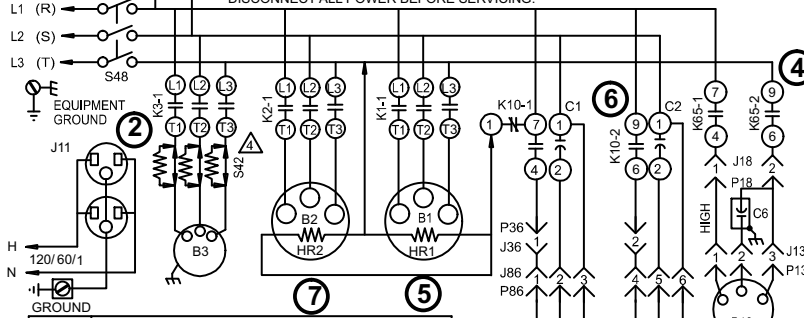 DISCONNECT ALL POWER BEFORE SERVICING.
L1 (R)
L2 (S)
L3 (T)
S48
EQUIPMENT
GROUND
2
J11
H
120/60/1
N
GROUND
K3-1
L1 L2 L3
T1 T2 T3
S42
4
B3
K2-1
L1 L2 L3
T1 T2 T3
B2
HR2
7
K1-1
L1 L2 L3
T1 T2 T3
B1
HR1
5
1
K10-1
7
4
C1
1
2
P36
1
J36
J86
1 2 3
P86
6
K10-2
9
6
C2
1
2
2
4 5 6
K65-1
7
4
K65-2
9
6
4
J18
1 2
P18
HIGH
C6
J13
1 2 3
P13